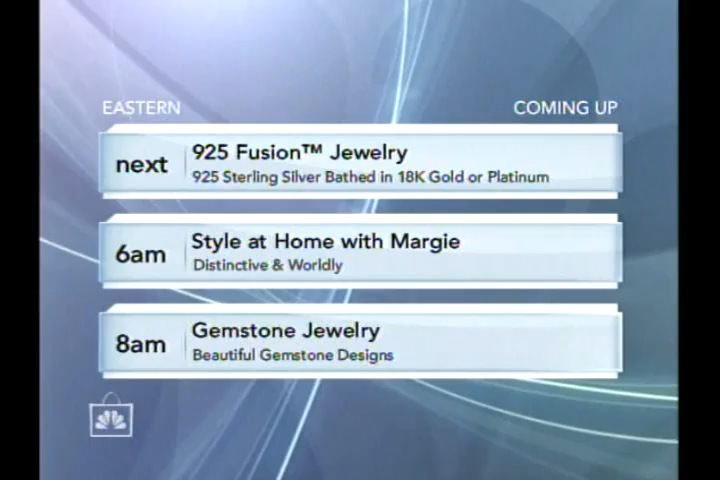 EASTERN COMING UP
next 925 Fusion™ Jewelry
925 Sterling Silver Bathed in 18K Gold or Platinum
6am Style at Home with Margie
Distinctive & Worldly
8am Gemstone Jewelry
Beautiful Gemstone Designs